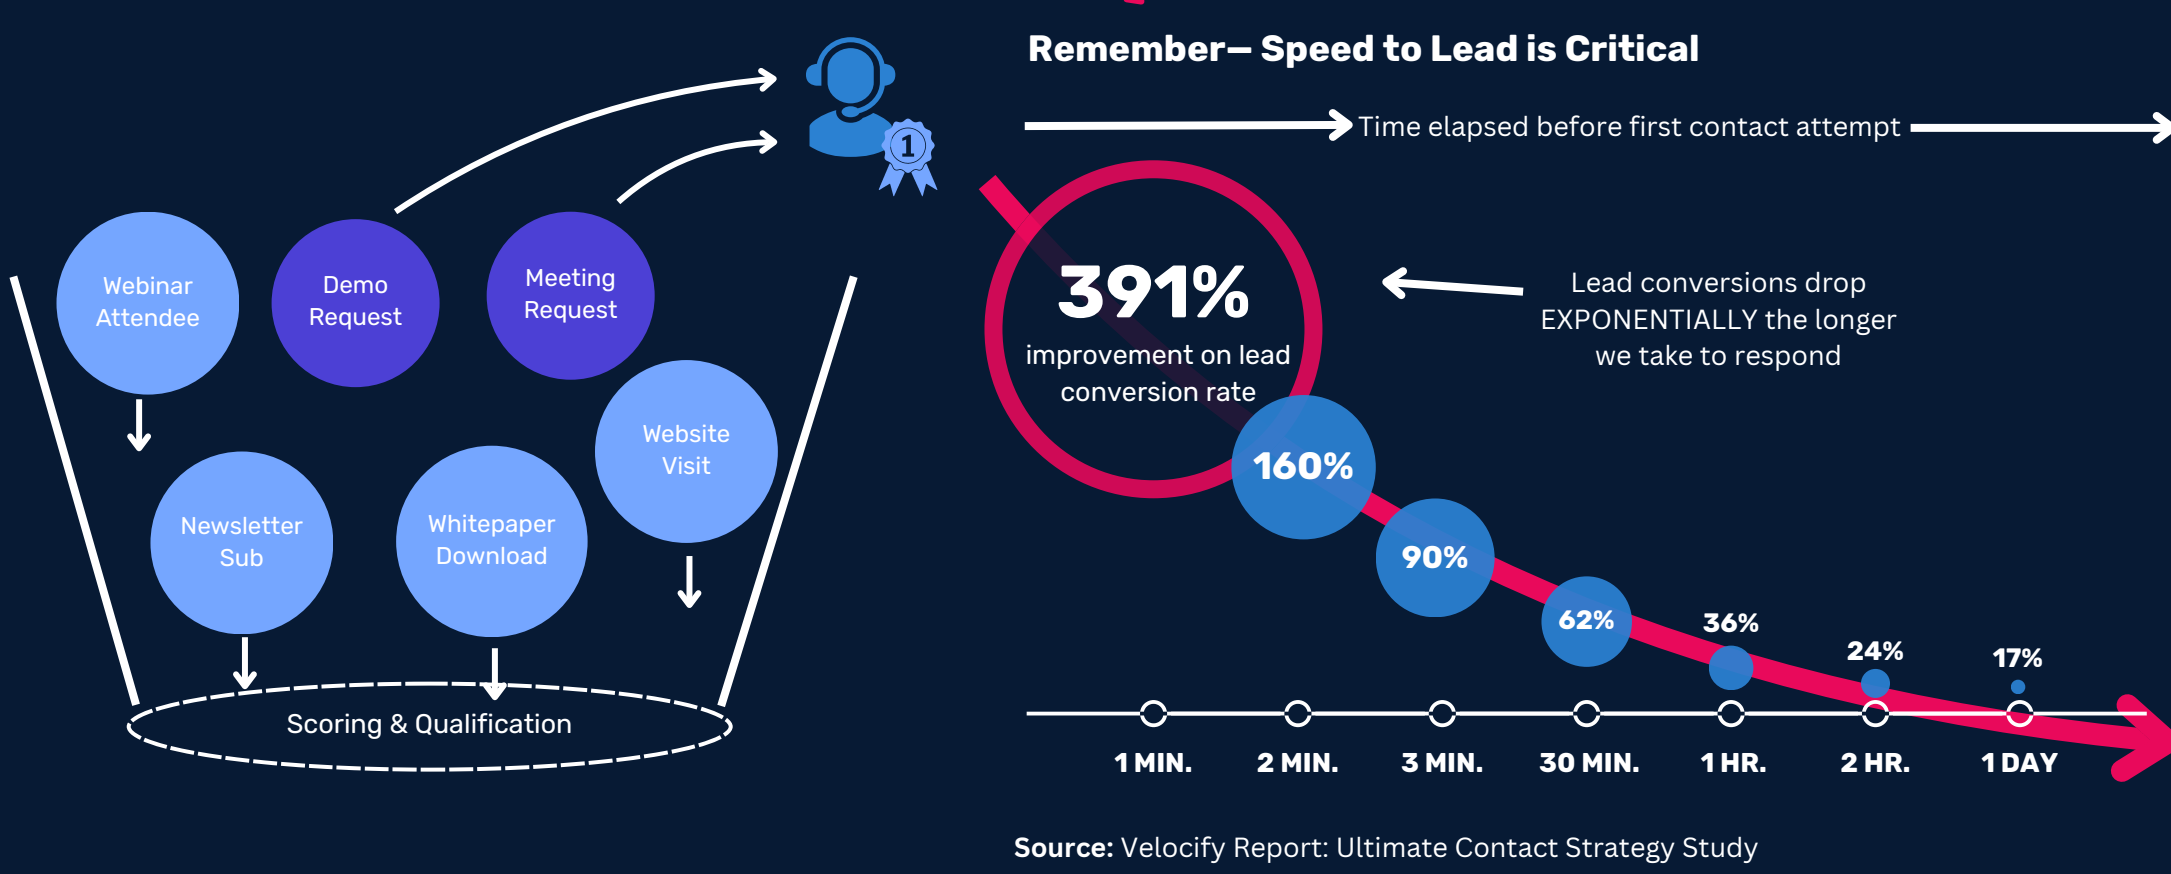 1
Webinar
Attendee
Demo
Request
Meeting
Request
Website
Visit
Newsletter
Sub
Whitepaper
Download
Scoring & Qualification
Remember— Speed to Lead is Critical
Time elapsed before first contact attempt
391%
improvement on lead
conversion rate
Lead conversions drop
EXPONENTIALLY the longer
we take to respond
160%
90%
62%
36%
24%
17%
1 MIN.
2 MIN.
3 MIN.
30 MIN.
1 HR.
2 HR.
1 DAY
Source: Velocify Report: Ultimate Contact Strategy Study